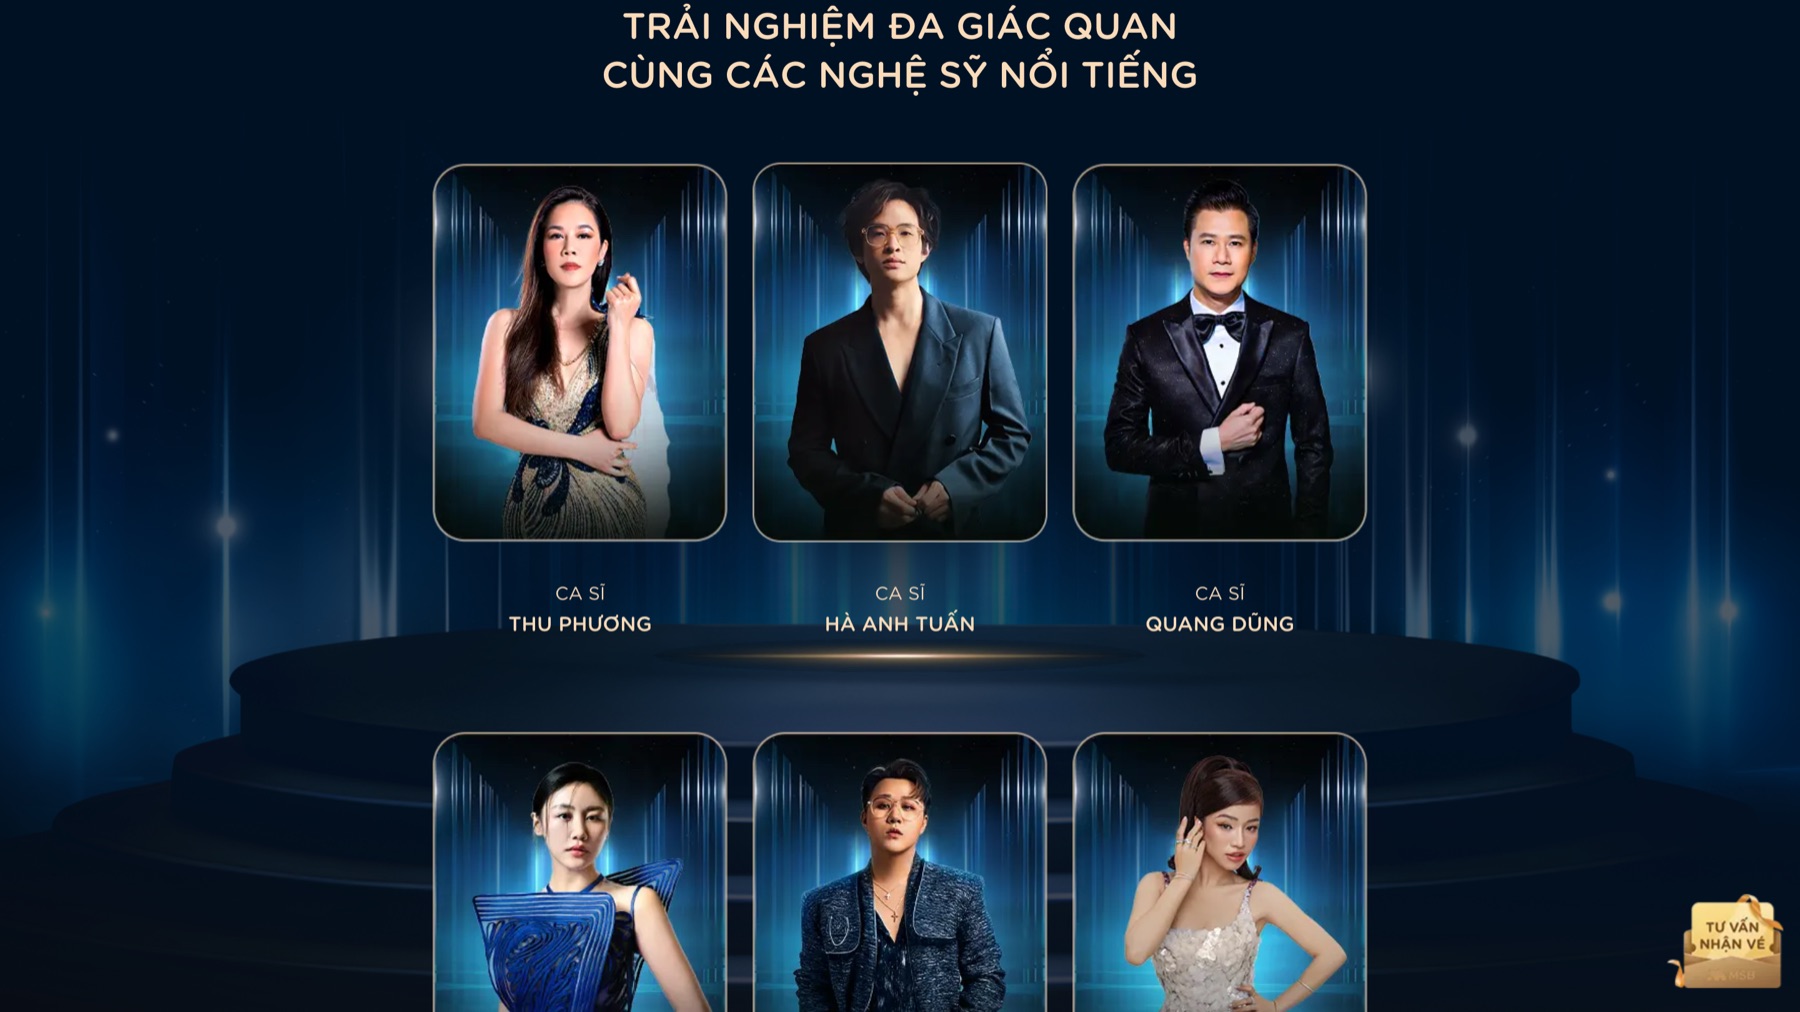 TRẢI NGHIỆM ĐA GIÁC QUAN
CÙNG CÁC NGHỆ SỸ NỔI TIẾNG
CA SĨ
THU PHƯƠNG
CA SĨ
HÀ ANH TUẤN
CA SĨ
QUANG DŨNG
TƯ VẤN
NHẬN VÉ
MSB